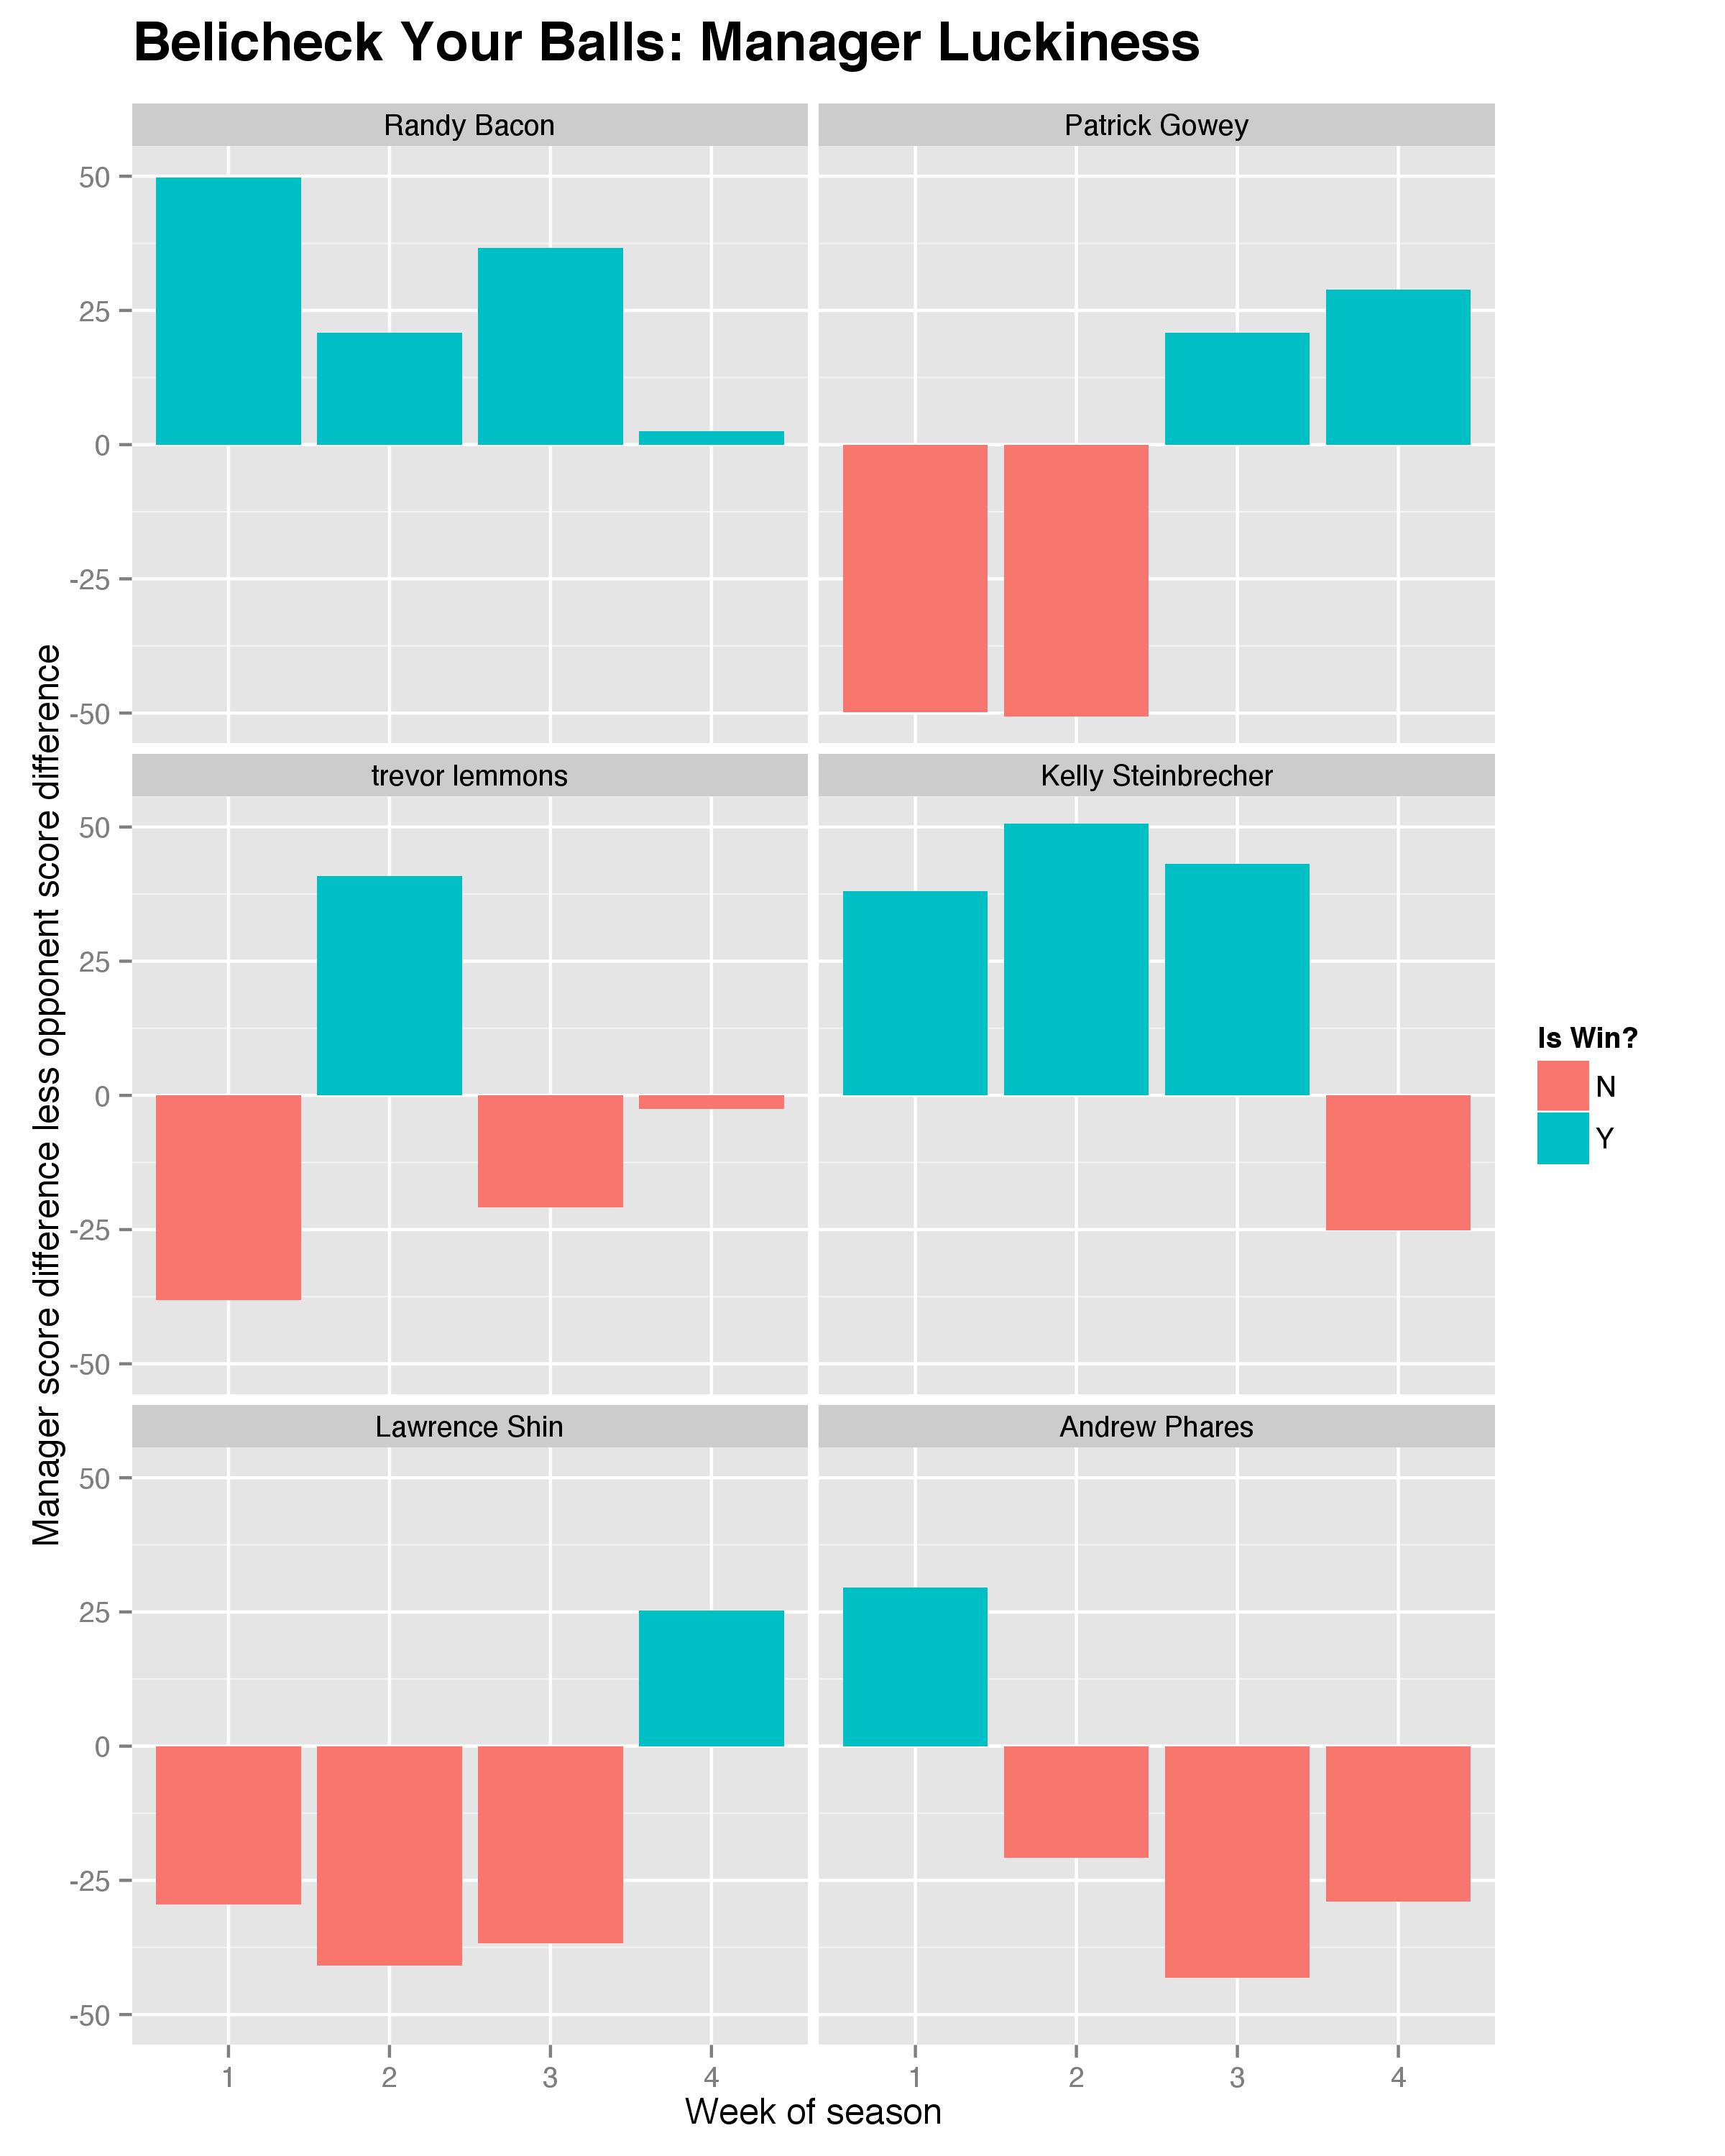 Belicheck Your Balls: Manager Luckiness
Randy Bacon
Patrick Gowey
50
25
0
-25
-50
trevor lemmons
Kelly Steinbrecher
50
25
0
-25
-50
Lawrence Shin
Andrew Phares
50
25
0
-25
-50
1 2 3 4 1 2 3 4
Week of season
Manager score difference less opponent score difference
Is Win?
N
Y